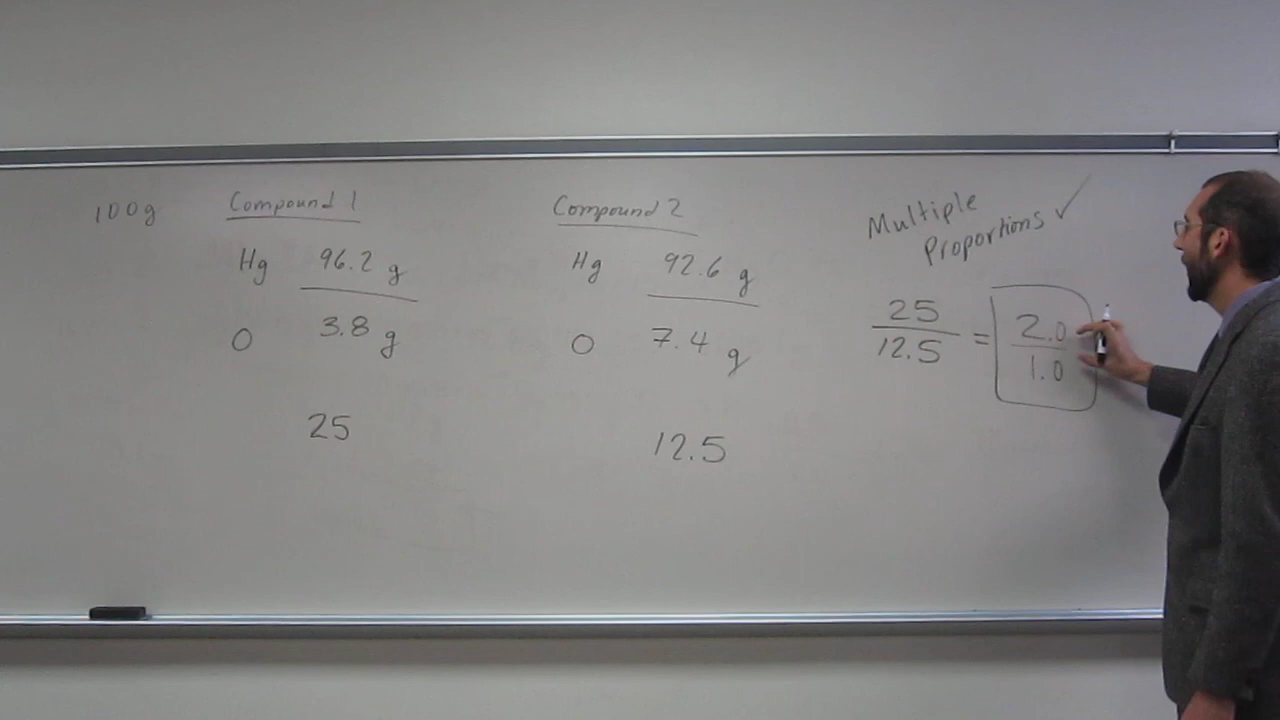 100g
Compound 1
Hg 96.2 g
O 3.8 g
25
Compound 2
Hg 92.6 g
O 7.4 g
12.5
Multiple
Proportions ✓
25
12.5
=
2.0
1.0